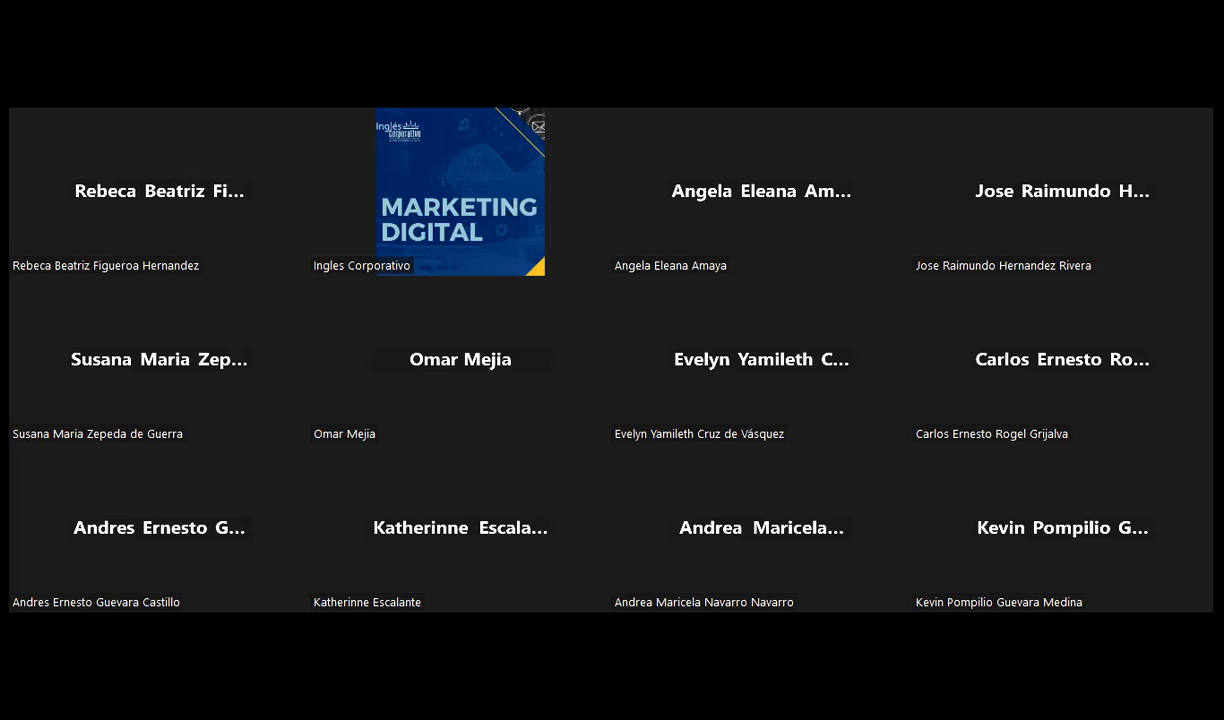 Rebeca Beatriz Fi...
Rebeca Beatriz Figueroa Hernandez
Inglés
Corporativo
MARKETING
DIGITAL
Ingles Corporativo
Angela Eleana Am...
Angela Eleana Amaya
Jose Raimundo H...
Jose Raimundo Hernandez Rivera
Susana Maria Zep...
Susana Maria Zepeda de Guerra
Omar Mejia
Omar Mejia
Evelyn Yamileth C...
Evelyn Yamileth Cruz de Vásquez
Carlos Ernesto Ro...
Carlos Ernesto Rogel Grijalva
Andres Ernesto G...
Andres Ernesto Guevara Castillo
Katherinne Escala...
Katherinne Escalante
Andrea Maricela...
Andrea Maricela Navarro Navarro
Kevin Pompilio G...
Kevin Pompilio Guevara Medina